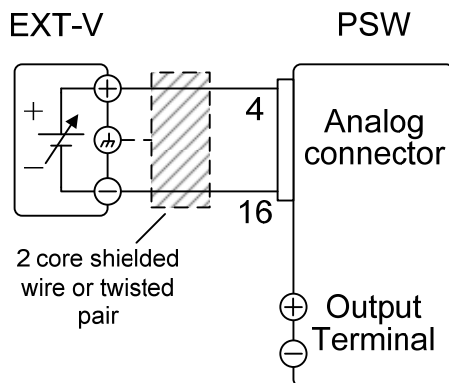 EXT-V
PSW
+
−
+
−
4
16
Analog
connector
2 core shielded
wire or twisted
pair
+
−
Output
Terminal